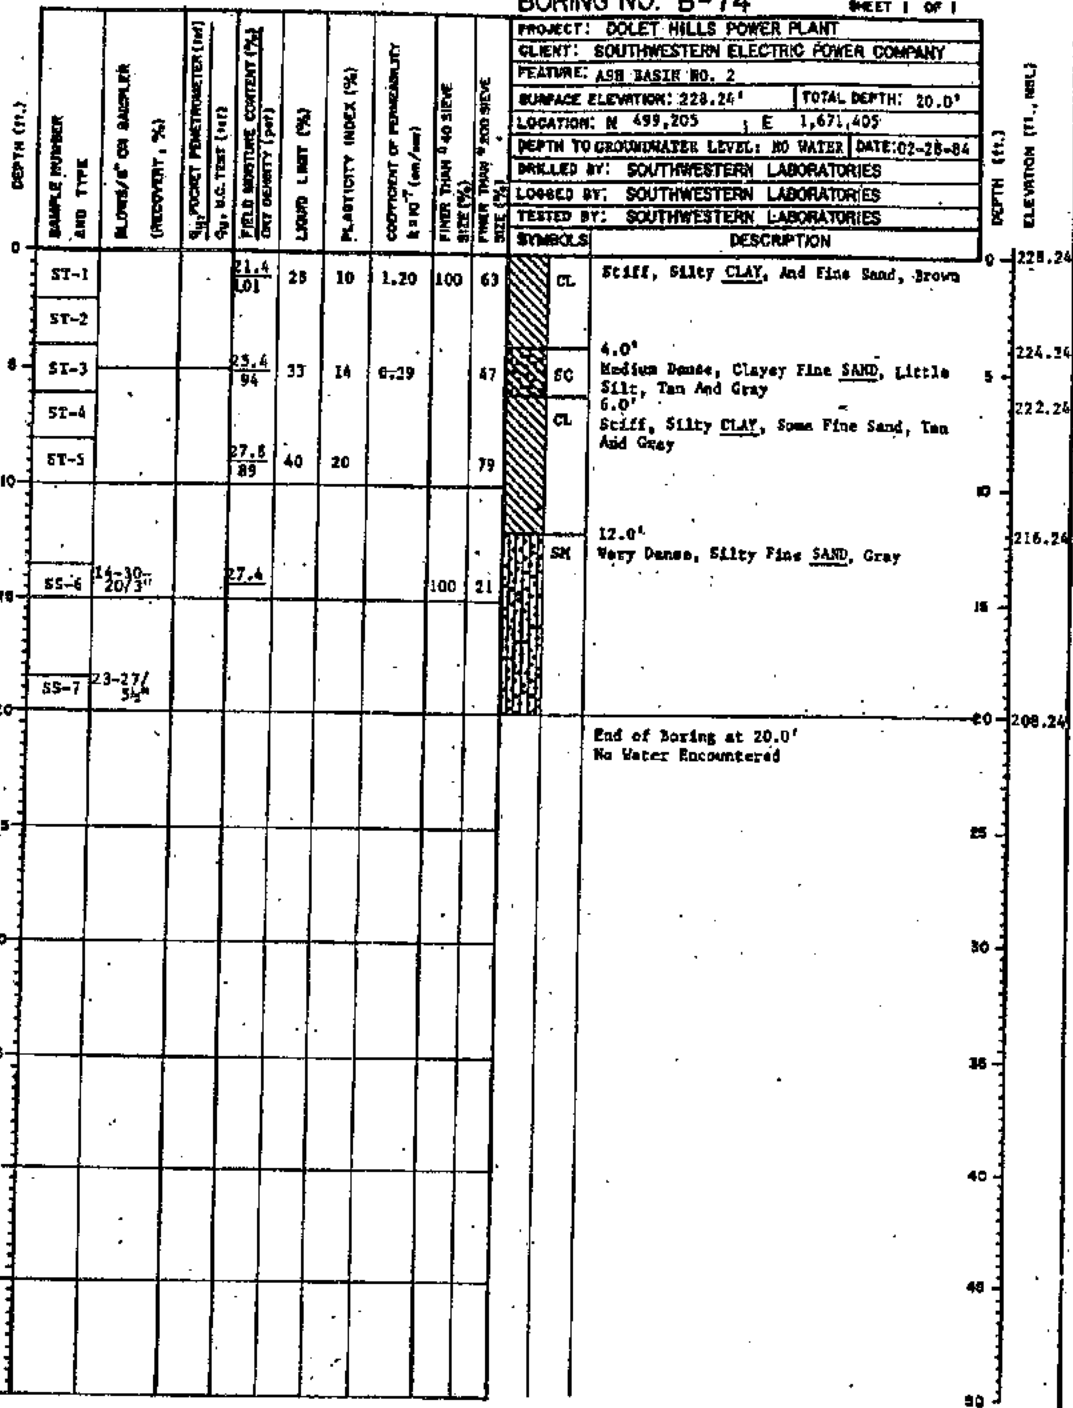 BORING NO. B-74
SHEET 1 OF 1
PROJECT: DOLET HILLS POWER PLANT
CLIENT: SOUTHWESTERN ELECTRIC POWER COMPANY
FEATURE: ASH BASIN NO. 2
SURFACE ELEVATION: 228.24' TOTAL DEPTH: 20.0'
LOCATION: N 499,205 ; E 1,671,405
DEPTH TO GROUNDWATER LEVEL: NO WATER DATE: 02-28-84
DRILLED BY: SOUTHWESTERN LABORATORIES
LOGGED BY: SOUTHWESTERN LABORATORIES
TESTED BY: SOUTHWESTERN LABORATORIES
SYMBOLS DESCRIPTION
DEPTH (ft.)
SAMPLE NUMBER
AND TYPE
BLOWS/6" ON SAMPLER
(RECOVERY, %)
POCKET PENETROMETER (tsf)
U.C. TEST (tsf)
FIELD MOISTURE CONTENT (%)
DRY DENSITY (pcf)
LIQUID LIMIT (%)
PLASTICITY INDEX (%)
COEFFICIENT OF PERMEABILITY
FINER THAN #40 SIEVE
SIZE (%)
FINER THAN #200 SIEVE
SIZE (%)
DEPTH (ft.)
ELEVATION (ft., MSL)
0 0 228.24
ST-1 21.4 28 10 1.20 100 63 CL Stiff, Silty CLAY, And Fine Sand, Brown
101
ST-2
4.0' 224.24
ST-3 94 33 14 0.29 47 SC Medium Dense, Clayey Fine SAND, Little
5 Silt, Tan And Gray
6.0' 222.24
ST-4 CL Stiff, Silty CLAY, Some Fine Sand, Tan
And Gray
ST-5 40 20 79
89
10 10
12.0' 216.24
SM Very Dense, Silty Fine SAND, Gray
SS-6 14-30- 27.4 100 21
20/3"
15
SS-7 23-27/
20 208.24
End of Boring at 20.0'
No Water Encountered
25
30
35
40
45
50